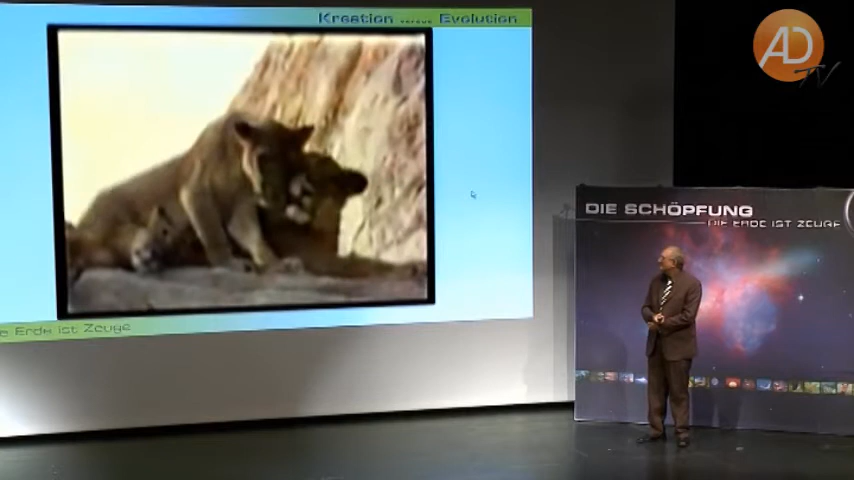 Kreation versus Evolution
AD
TV
DIE SCHÖPFUNG
DIE ERDE IST ZEUGE
Erde ist Zeuge